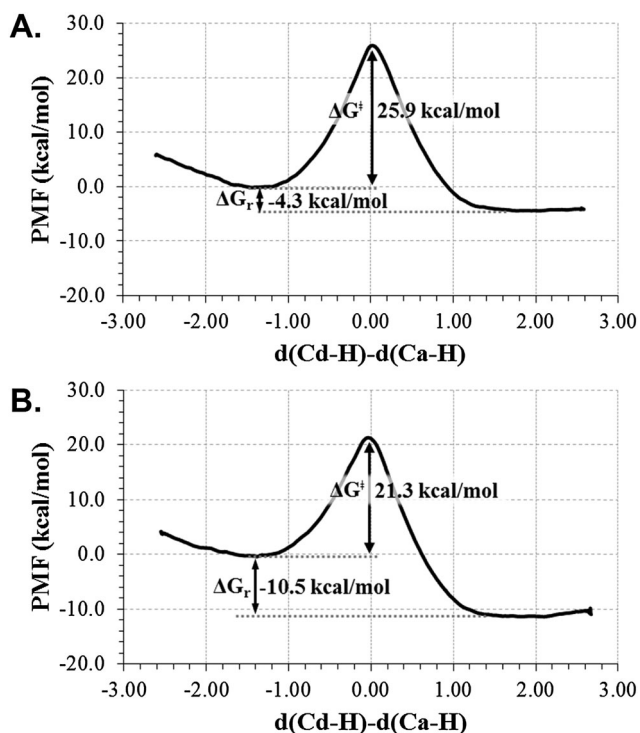 A.
PMF (kcal/mol)
30.0
20.0
10.0
0.0
-10.0
-20.0
ΔG‡ 25.9 kcal/mol
ΔGr -4.3 kcal/mol
-3.00 -2.00 -1.00 0.00 1.00 2.00 3.00
d(Cd-H)-d(Ca-H)
B.
PMF (kcal/mol)
30.0
20.0
10.0
0.0
-10.0
-20.0
ΔG‡ 21.3 kcal/mol
ΔGr -10.5 kcal/mol
-3.00 -2.00 -1.00 0.00 1.00 2.00 3.00
d(Cd-H)-d(Ca-H)